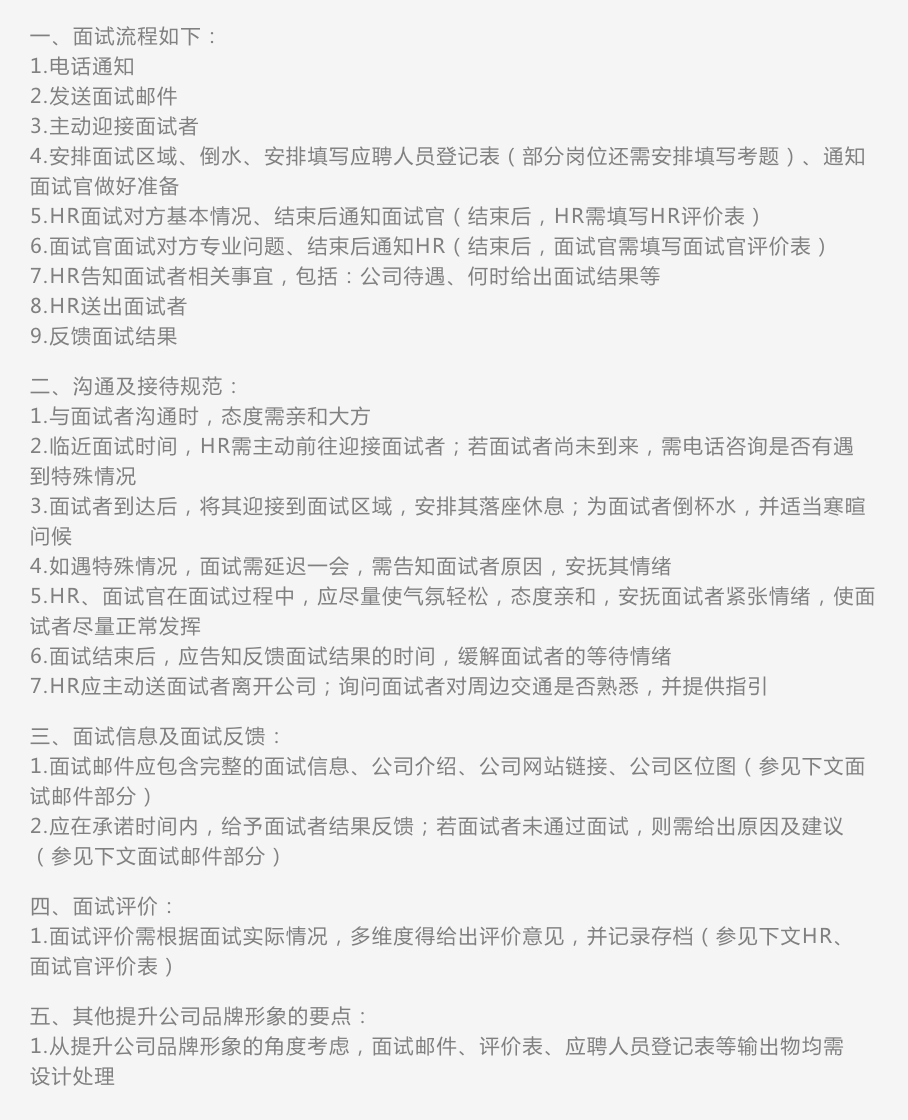 一、面试流程如下：
1.电话通知
2.发送面试邮件
3.主动迎接面试者
4.安排面试区域、倒水、安排填写应聘人员登记表（部分岗位还需安排填写考题）、通知
面试官做好准备
5.HR面试对方基本情况、结束后通知面试官（结束后，HR需填写HR评价表）
6.面试官面试对方专业问题、结束后通知HR（结束后，面试官需填写面试官评价表）
7.HR告知面试者相关事宜，包括：公司待遇、何时给出面试结果等
8.HR送出面试者
9.反馈面试结果
二、沟通及接待规范：
1.与面试者沟通时，态度需亲和大方
2.临近面试时间，HR需主动前往迎接面试者；若面试者尚未到来，需电话咨询是否有遇
到特殊情况
3.面试者到达后，将其迎接到面试区域，安排其落座休息；为面试者倒杯水，并适当寒暄
问候
4.如遇特殊情况，面试需延迟一会，需告知面试者原因，安抚其情绪
5.HR、面试官在面试过程中，应尽量使气氛轻松，态度亲和，安抚面试者紧张情绪，使面
试者尽量正常发挥
6.面试结束后，应告知反馈面试结果的时间，缓解面试者的等待情绪
7.HR应主动送面试者离开公司；询问面试者对周边交通是否熟悉，并提供指引
三、面试信息及面试反馈：
1.面试邮件应包含完整的面试信息、公司介绍、公司网站链接、公司区位图（参见下文面
试邮件部分）
2.应在承诺时间内，给予面试者结果反馈；若面试者未通过面试，则需给出原因及建议
（参见下文面试邮件部分）
四、面试评价：
1.面试评价需根据面试实际情况，多维度得给出评价意见，并记录存档（参见下文HR、
面试官评价表）
五、其他提升公司品牌形象的要点：
1.从提升公司品牌形象的角度考虑，面试邮件、评价表、应聘人员登记表等输出物均需
设计处理